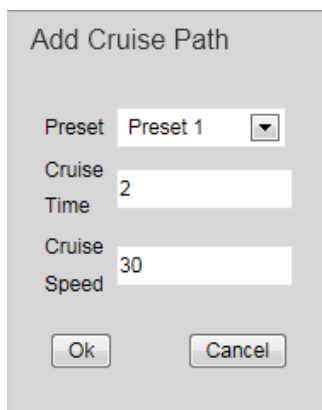 Add Cruise Path
Preset Preset 1
Cruise
Time
2
Cruise
Speed
30
Ok Cancel